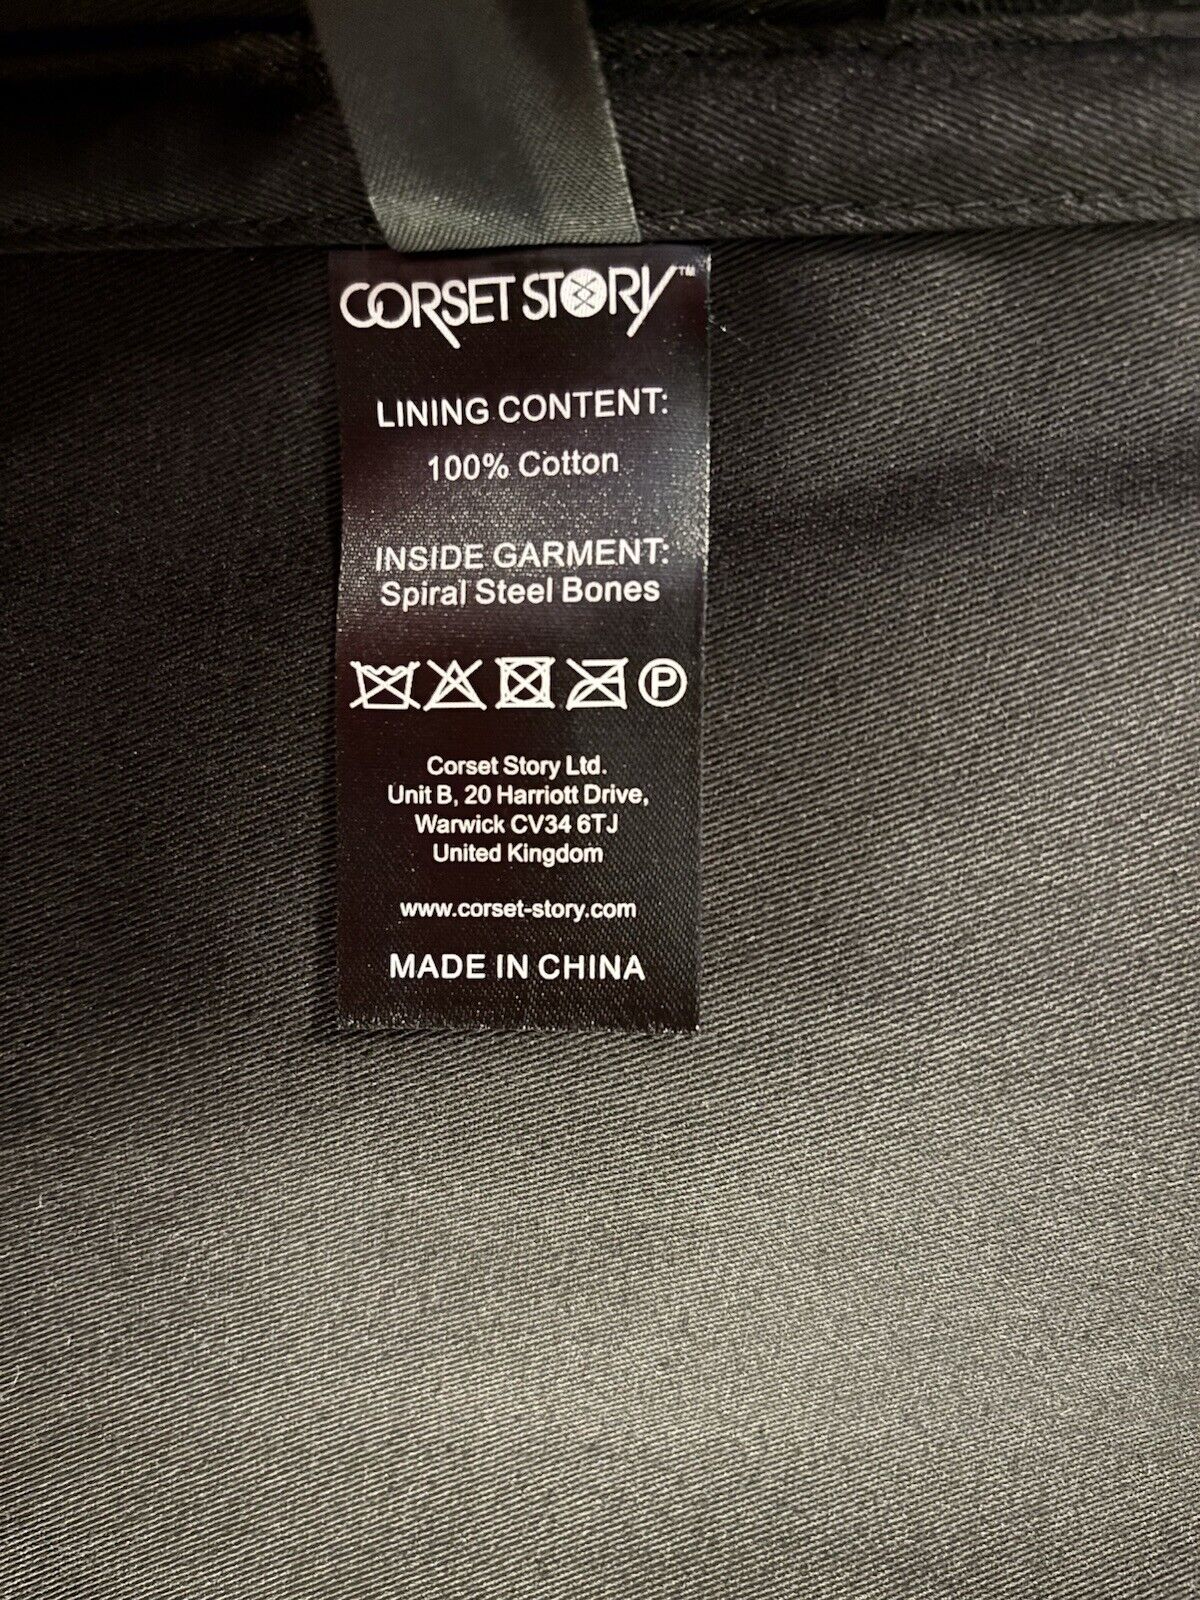 CORSET STORY™
LINING CONTENT:
100% Cotton
INSIDE GARMENT:
Spiral Steel Bones
P
Corset Story Ltd.
Unit B, 20 Harriott Drive,
Warwick CV34 6TJ
United Kingdom
www.corset-story.com
MADE IN CHINA